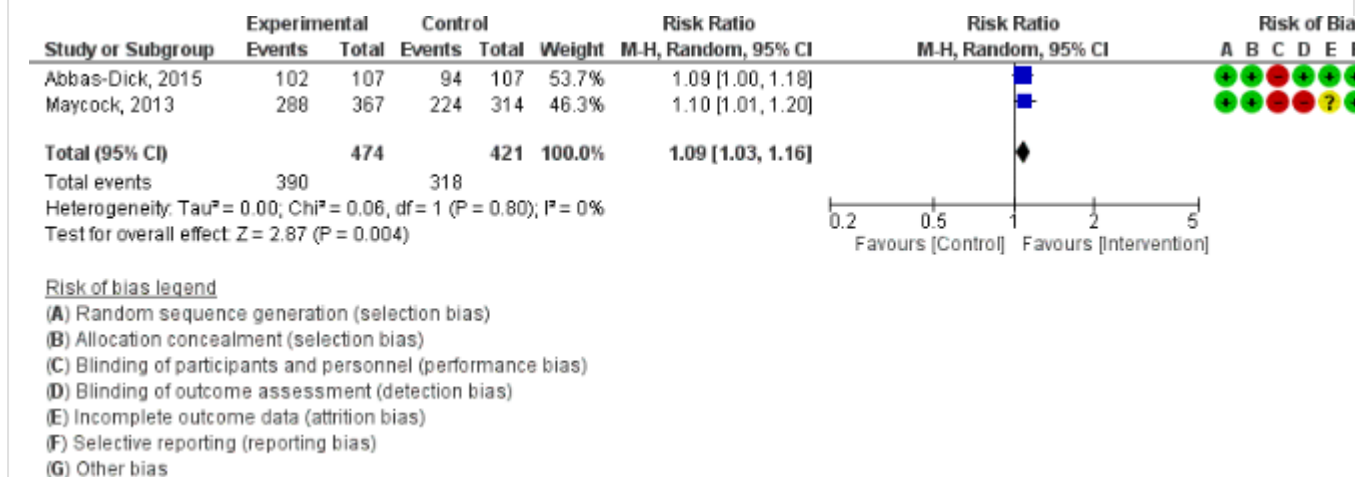 Experimental Control Risk Ratio Risk Ratio Risk of Bia
Study or Subgroup Events Total Events Total Weight M-H, Random, 95% CI M-H, Random, 95% CI A B C D E
Abbas-Dick, 2015 102 107 94 107 53.7% 1.09 [1.00, 1.18] + + - + +
Maycock, 2013 288 367 224 314 46.3% 1.10 [1.01, 1.20] + + - - ?
Total (95% CI) 474 421 100.0% 1.09 [1.03, 1.16]
Total events 390 318
Heterogeneity: Tau² = 0.00; Chi² = 0.06, df = 1 (P = 0.80); I² = 0%
Test for overall effect: Z = 2.87 (P = 0.004)
0.2 0.5 1 2 5
Favours [Control] Favours [Intervention]
Risk of bias legend
(A) Random sequence generation (selection bias)
(B) Allocation concealment (selection bias)
(C) Blinding of participants and personnel (performance bias)
(D) Blinding of outcome assessment (detection bias)
(E) Incomplete outcome data (attrition bias)
(F) Selective reporting (reporting bias)
(G) Other bias